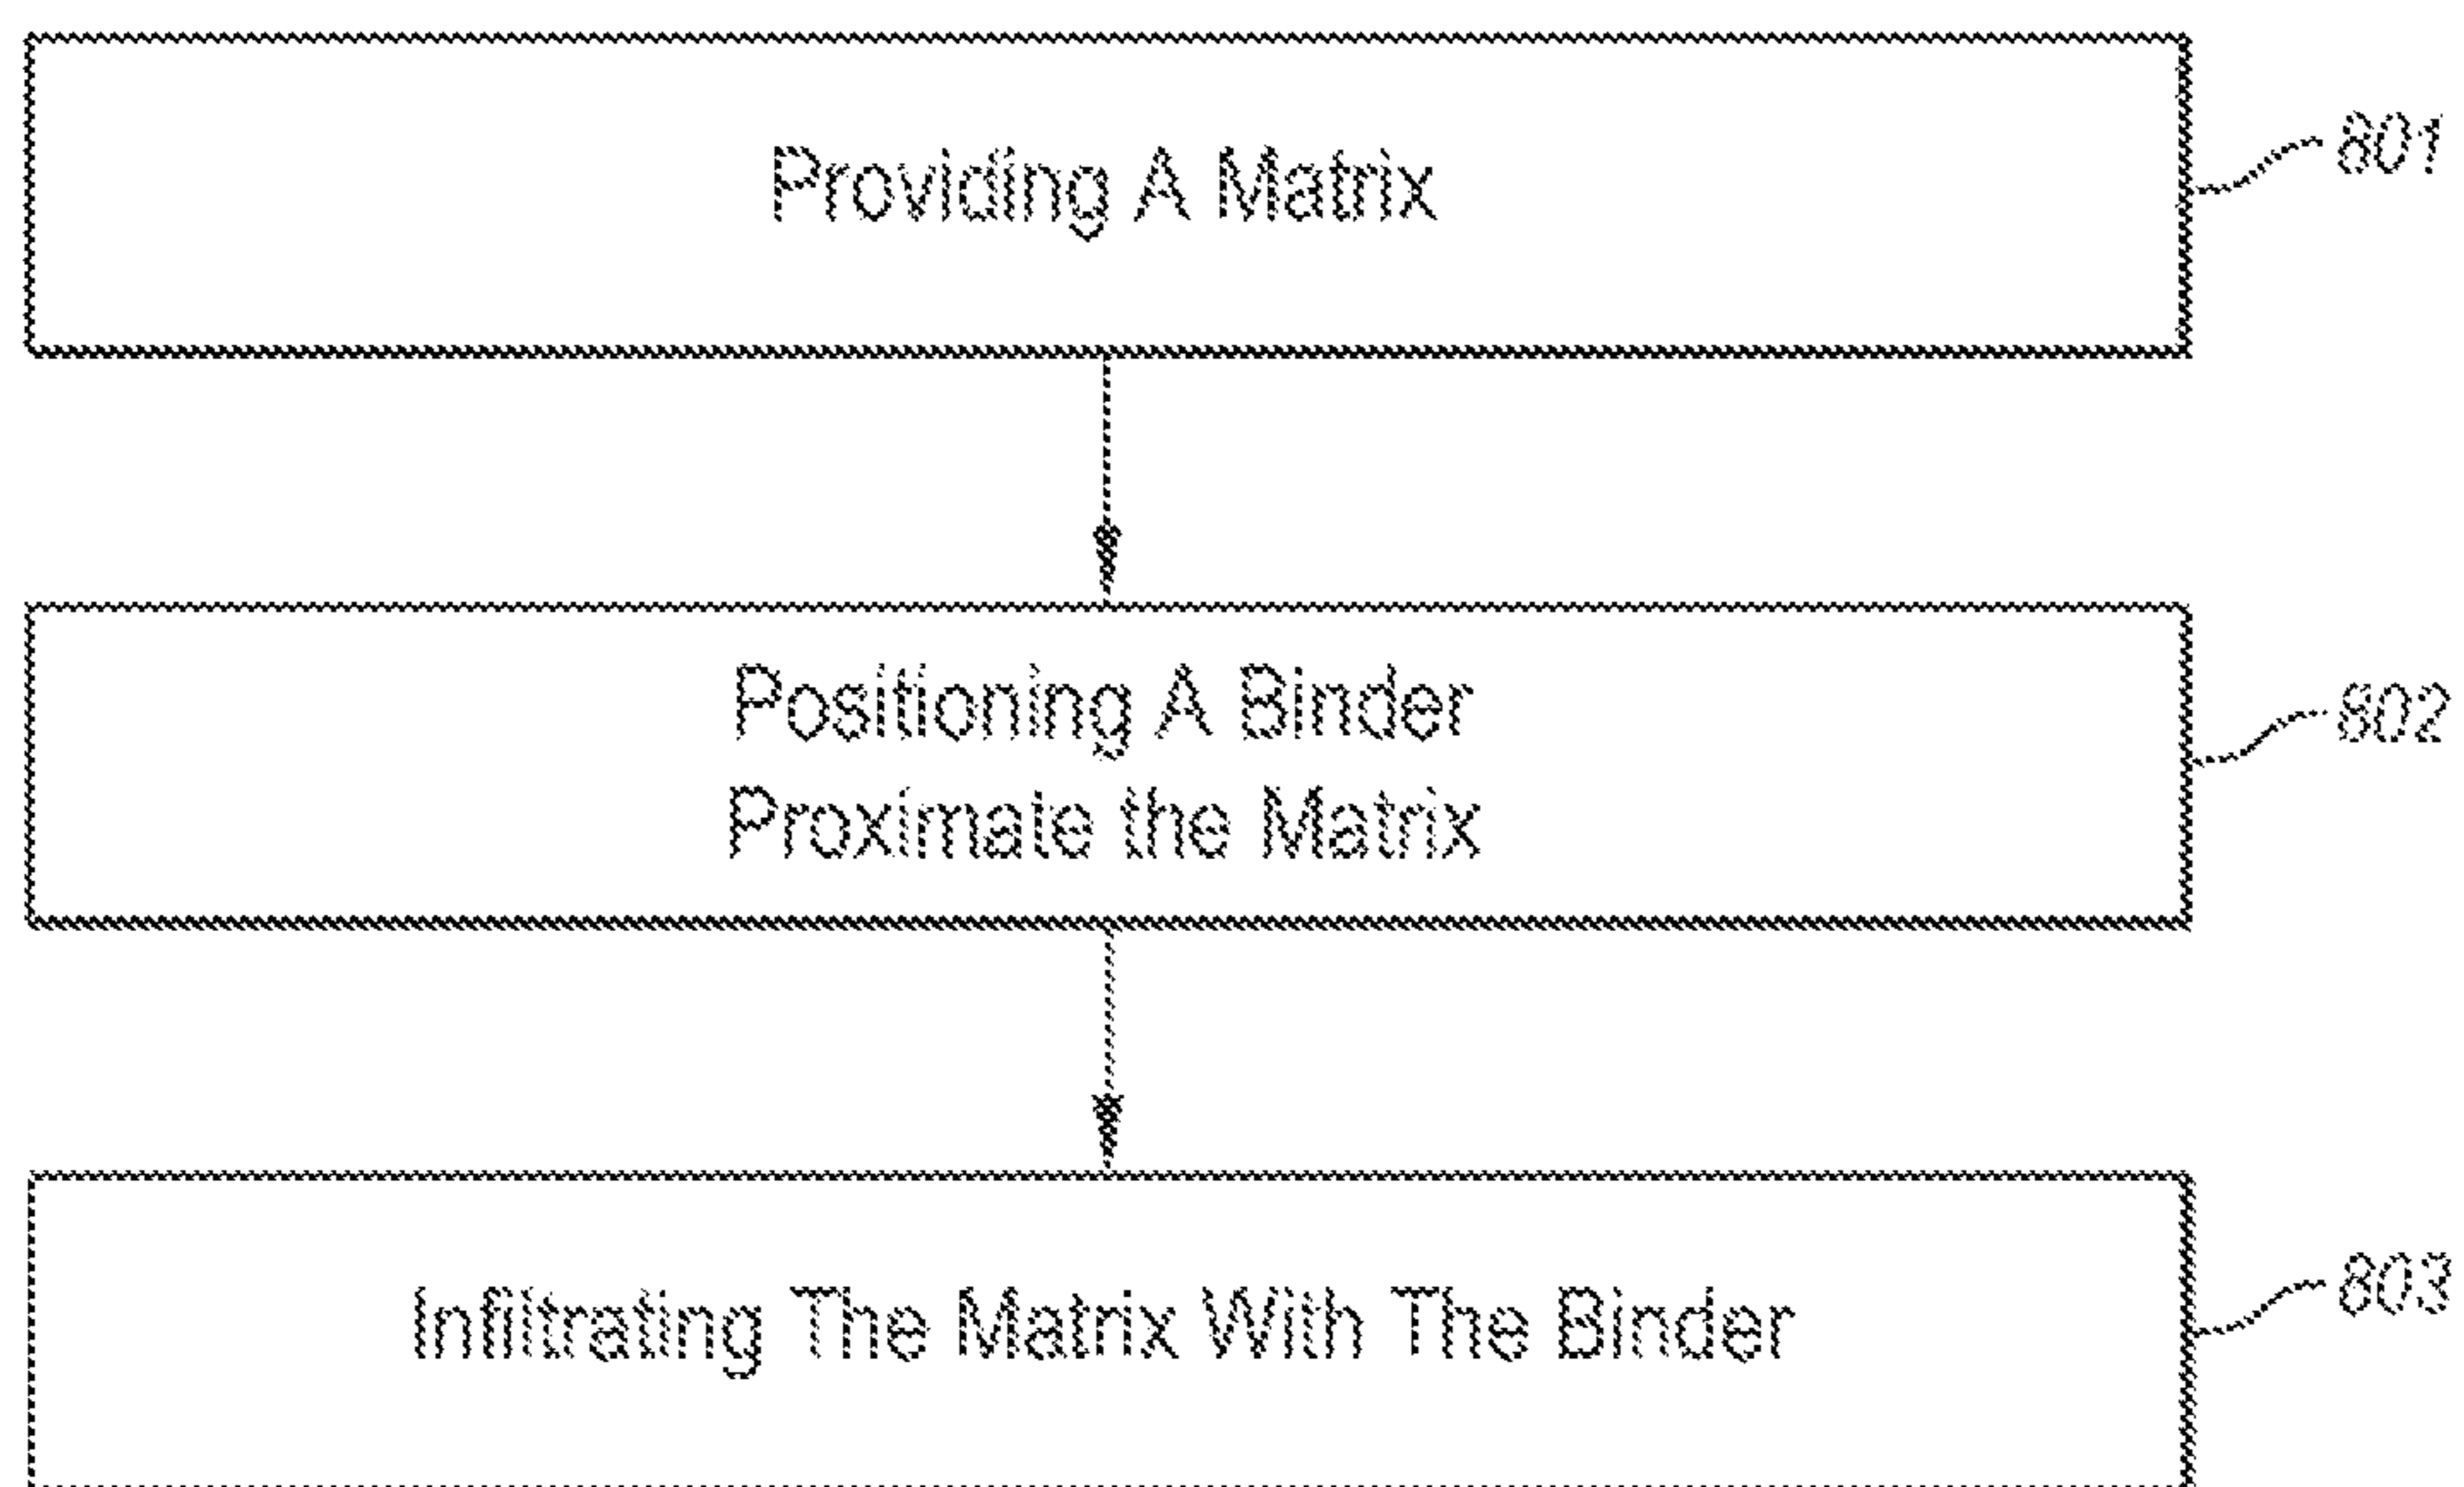 Providing A Matrix
801
Positioning A Binder
Proximate the Matrix
802
Infiltrating The Matrix With The Binder
803